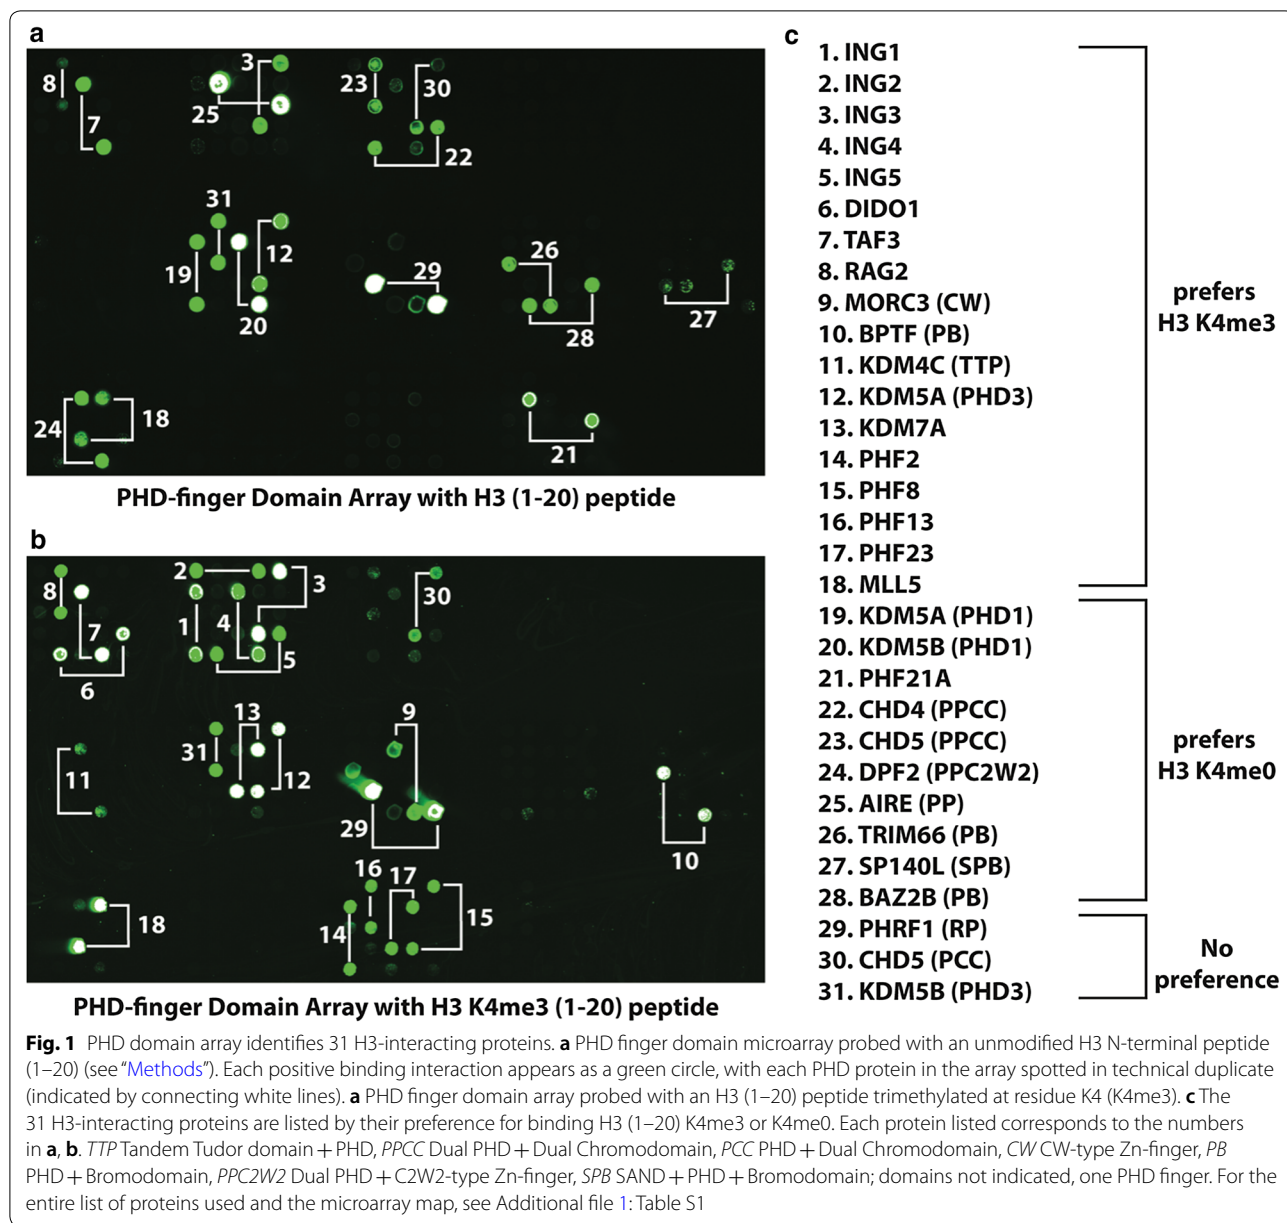 a
3
8
23
30
25
7
22
31
12
19
29
26
20
28
27
24
18
21
PHD-finger Domain Array with H3 (1-20) peptide
b
2
8
3
30
7
1
4
5
6
13
9
31
12
11
29
10
16
17
18
14
15
PHD-finger Domain Array with H3 K4me3 (1-20) peptide
c
1. ING1
2. ING2
3. ING3
4. ING4
5. ING5
6. DIDO1
7. TAF3
8. RAG2
9. MORC3 (CW)
10. BPTF (PB)
11. KDM4C (TTP)
12. KDM5A (PHD3)
13. KDM7A
14. PHF2
15. PHF8
16. PHF13
17. PHF23
18. MLL5
19. KDM5A (PHD1)
20. KDM5B (PHD1)
21. PHF21A
22. CHD4 (PPCC)
23. CHD5 (PPCC)
24. DPF2 (PPC2W2)
25. AIRE (PP)
26. TRIM66 (PB)
27. SP140L (SPB)
28. BAZ2B (PB)
29. PHRF1 (RP)
30. CHD5 (PCC)
31. KDM5B (PHD3)
prefers
H3 K4me3
prefers
H3 K4me0
No
preference
Fig. 1 PHD domain array identifies 31 H3-interacting proteins. a PHD finger domain microarray probed with an unmodified H3 N-terminal peptide
(1–20) (see “Methods”). Each positive binding interaction appears as a green circle, with each PHD protein in the array spotted in technical duplicate
(indicated by connecting white lines). a PHD finger domain array probed with an H3 (1–20) peptide trimethylated at residue K4 (K4me3). c The
31 H3-interacting proteins are listed by their preference for binding H3 (1–20) K4me3 or K4me0. Each protein listed corresponds to the numbers
in a, b. TTP Tandem Tudor domain + PHD, PPCC Dual PHD + Dual Chromodomain, PCC PHD + Dual Chromodomain, CW CW-type Zn-finger, PB
PHD + Bromodomain, PPC2W2 Dual PHD + C2W2-type Zn-finger, SPB SAND + PHD + Bromodomain; domains not indicated, one PHD finger. For the
entire list of proteins used and the microarray map, see Additional file 1: Table S1